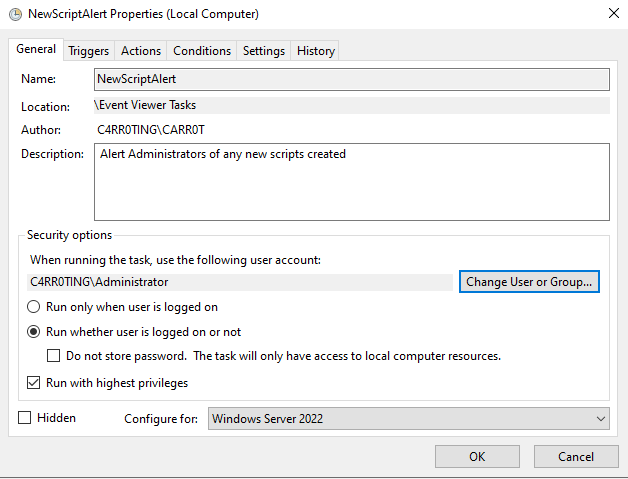 NewScriptAlert Properties (Local Computer)
General Triggers Actions Conditions Settings History
Name: NewScriptAlert
Location: \Event Viewer Tasks
Author: C4RR0TING\CARR0T
Description: Alert Administrators of any new scripts created
Security options
When running the task, use the following user account:
C4RR0TING\Administrator Change User or Group...
Run only when user is logged on
Run whether user is logged on or not
Do not store password. The task will only have access to local computer resources.
Run with highest privileges
Hidden Configure for: Windows Server 2022
OK Cancel